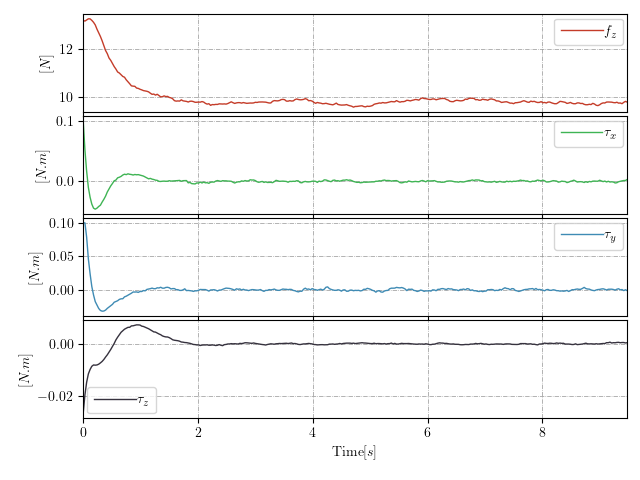 12
10
[N]
f_z
0.1
0.0
[N.m]
τ_x
0.10
0.05
0.00
[N.m]
τ_y
0.00
−0.02
[N.m]
τ_z
0 2 4 6 8
Time[s]